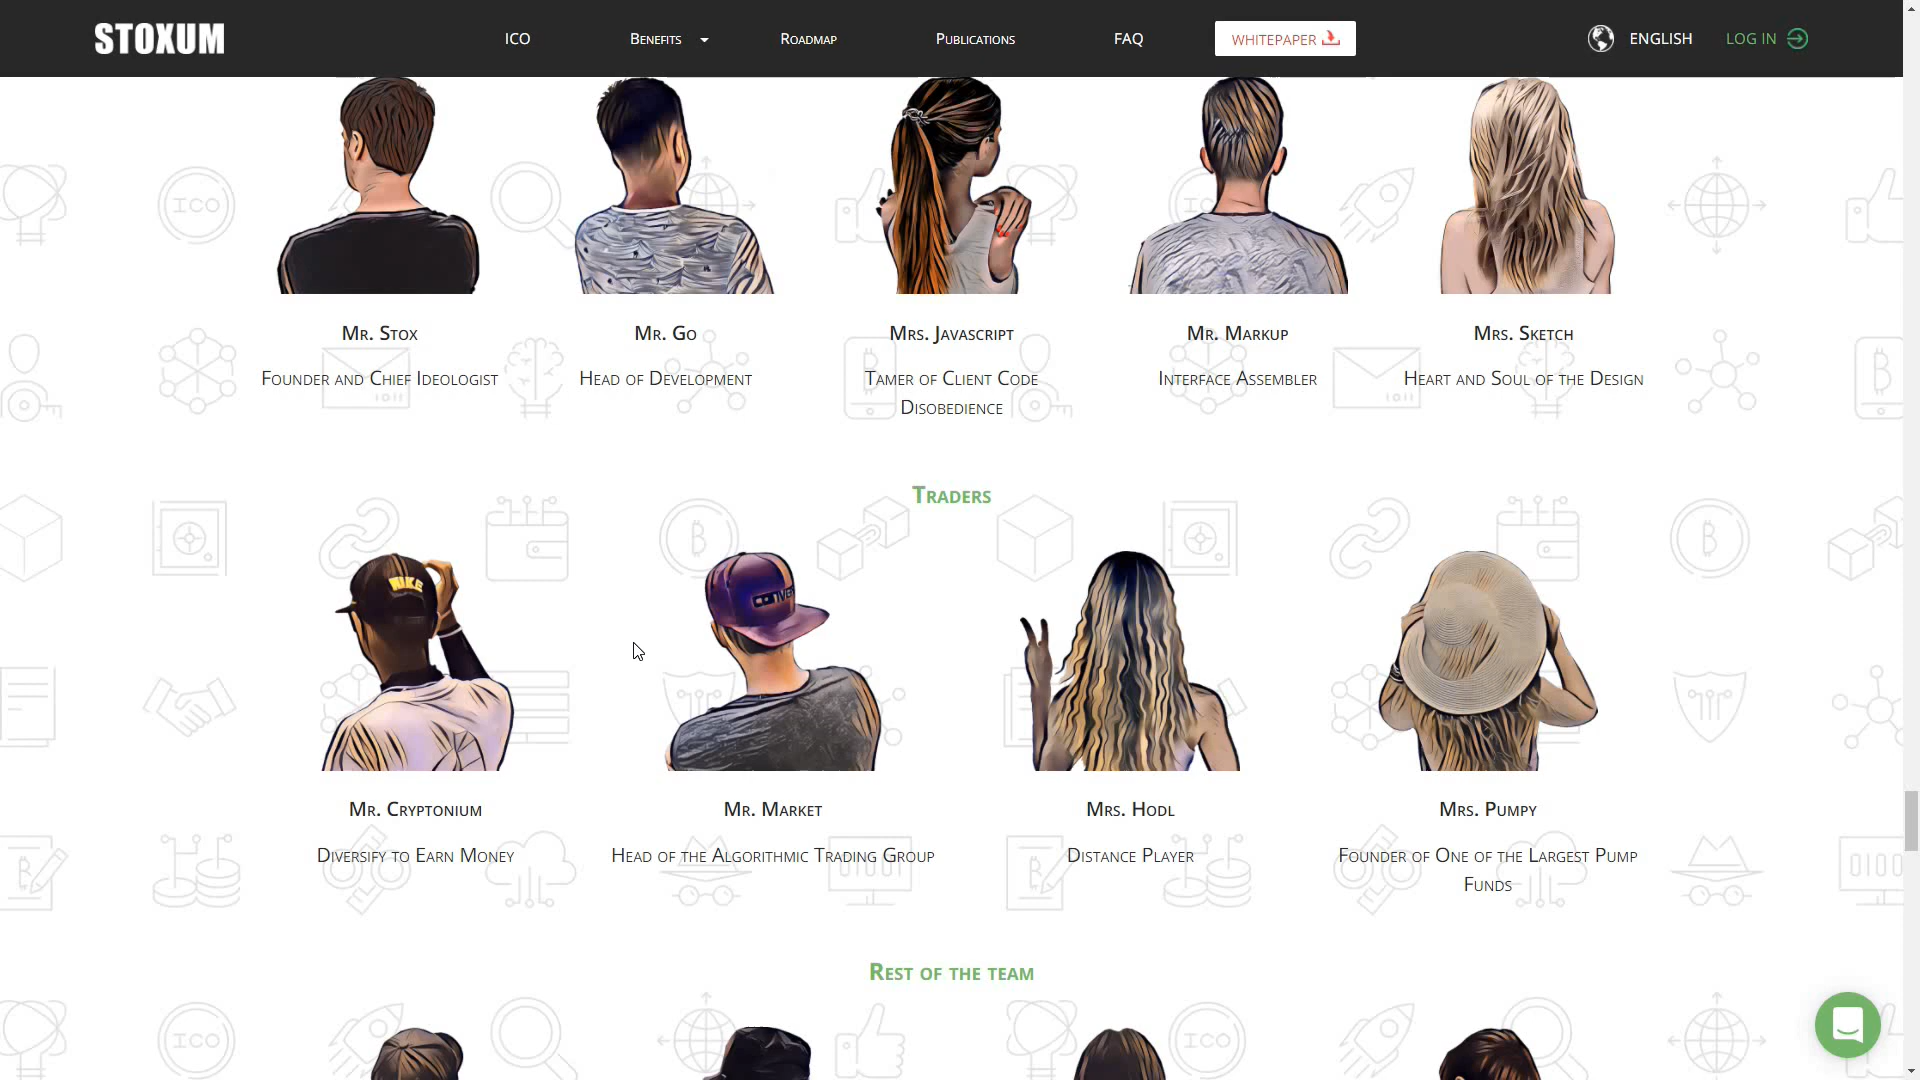 STOXUM
ICO Benefits Roadmap Publications FAQ WHITEPAPER ENGLISH LOG IN
Mr. Stox Mr. Go Mrs. Javascript Mr. Markup Mrs. Sketch
Founder and Chief Ideologist Head of Development Tamer of Client Code Interface Assembler Heart and Soul of the Design
Disobedience
Traders
NIKE
Mr. Cryptonium Mr. Market Mrs. Hodl Mrs. Pumpy
Diversify to Earn Money Head of the Algorithmic Trading Group Distance Player Founder of One of the Largest Pump
Funds
Rest of the team
ICO ICO